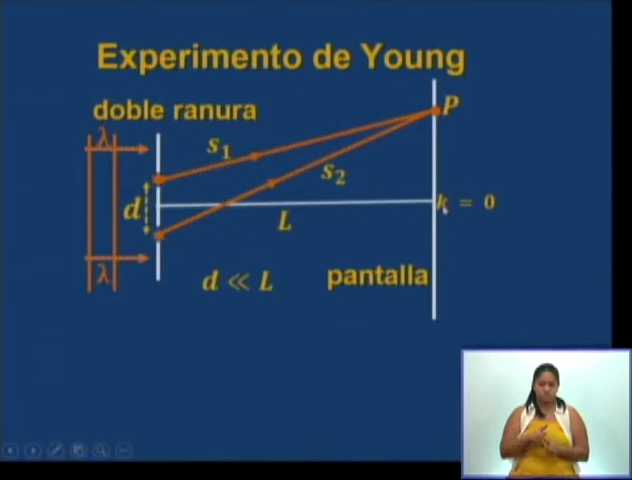 Experimento de Young
doble ranura
P
λ
s₁
s₂
d
k = 0
L
λ
d ≪ L
pantalla